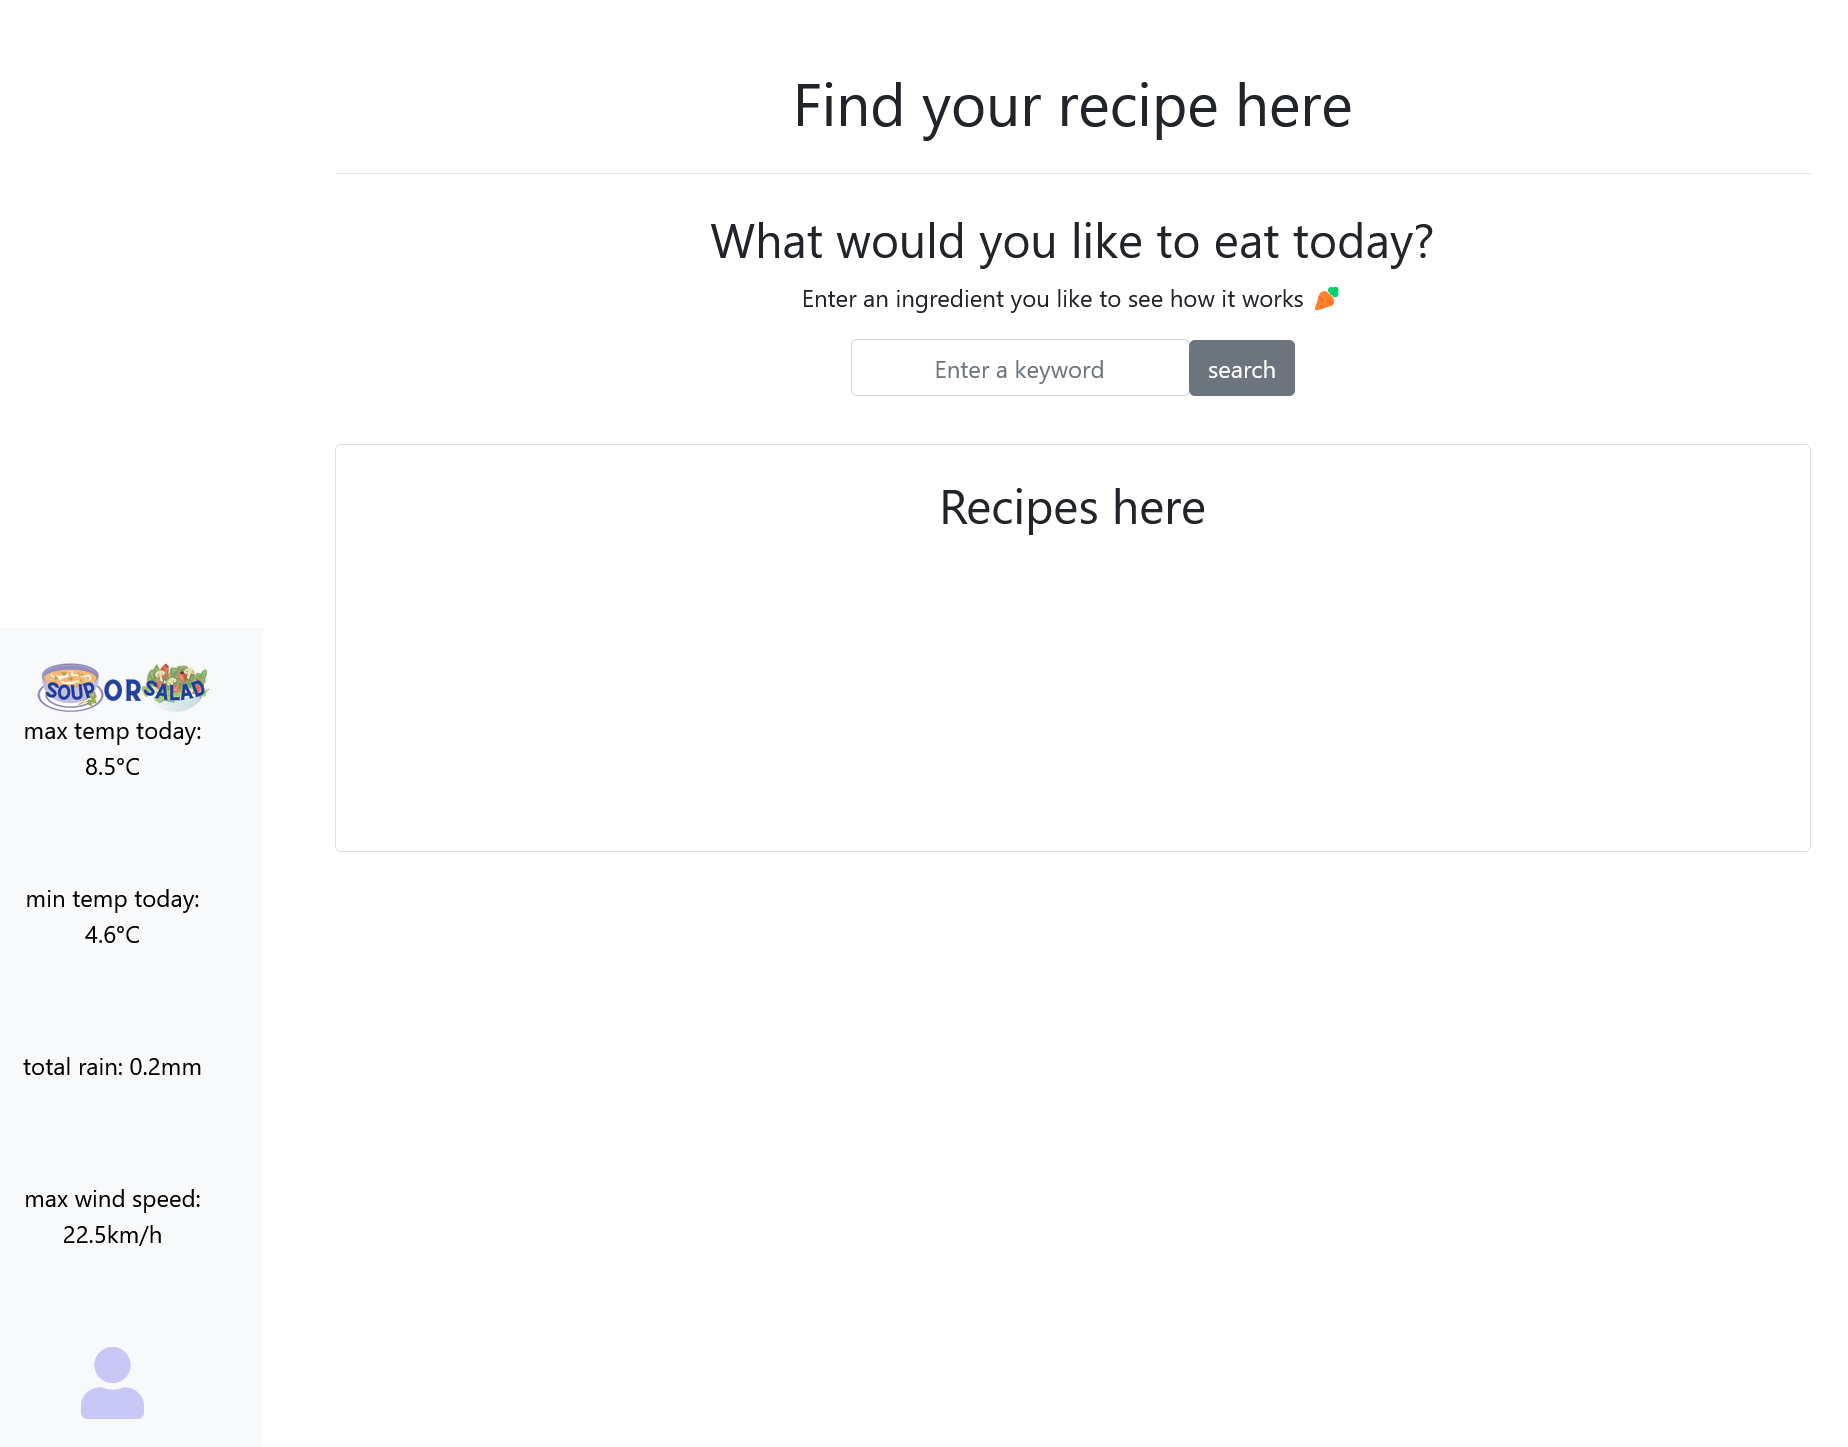 Find your recipe here
What would you like to eat today?
Enter an ingredient you like to see how it works 🥕
Enter a keyword
search
Recipes here
SOUP OR SALAD
max temp today:
8.5°C
min temp today:
4.6°C
total rain: 0.2mm
max wind speed:
22.5km/h